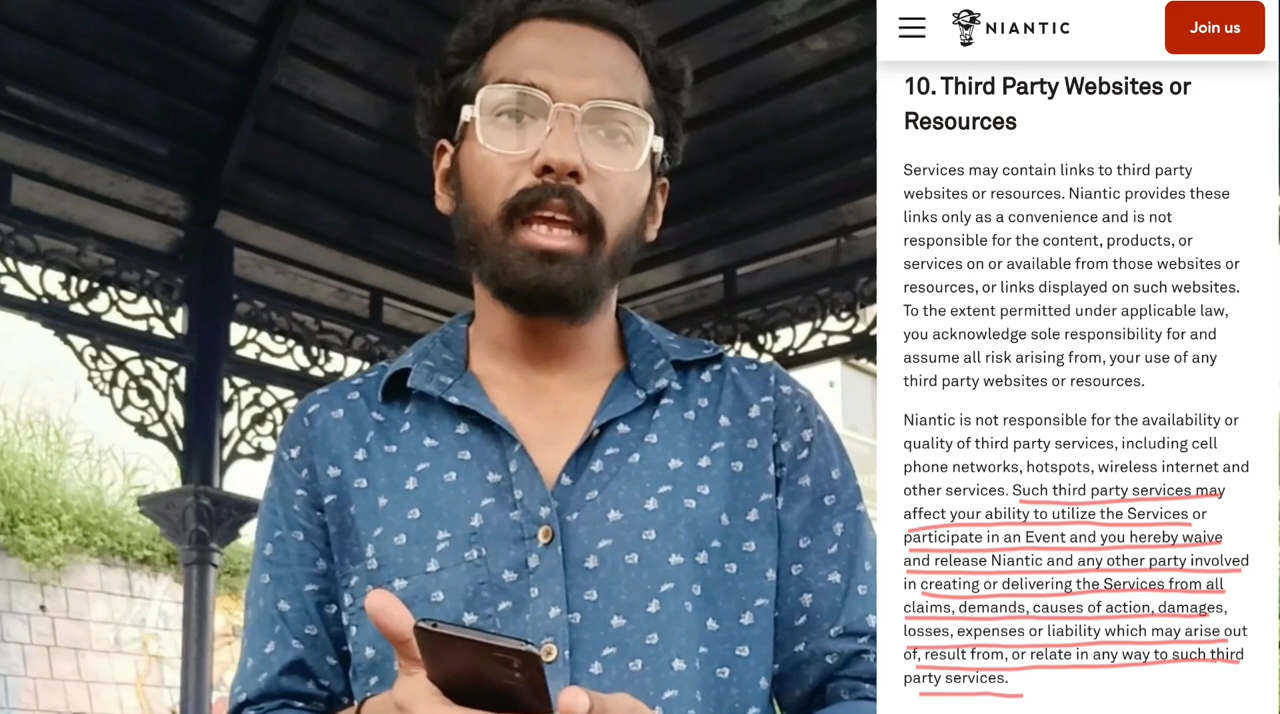 NIANTIC
Join us
10. Third Party Websites or
Resources
Services may contain links to third party
websites or resources. Niantic provides these
links only as a convenience and is not
responsible for the content, products, or
services on or available from those websites or
resources, or links displayed on such websites.
To the extent permitted under applicable law,
you acknowledge sole responsibility for and
assume all risk arising from, your use of any
third party websites or resources.
Niantic is not responsible for the availability or
quality of third party services, including cell
phone networks, hotspots, wireless internet and
other services. Such third party services may
affect your ability to utilize the Services or
participate in an Event and you hereby waive
and release Niantic and any other party involved
in creating or delivering the Services from all
claims, demands, causes of action, damages,
losses, expenses or liability which may arise out
of, result from, or relate in any way to such third
party services.